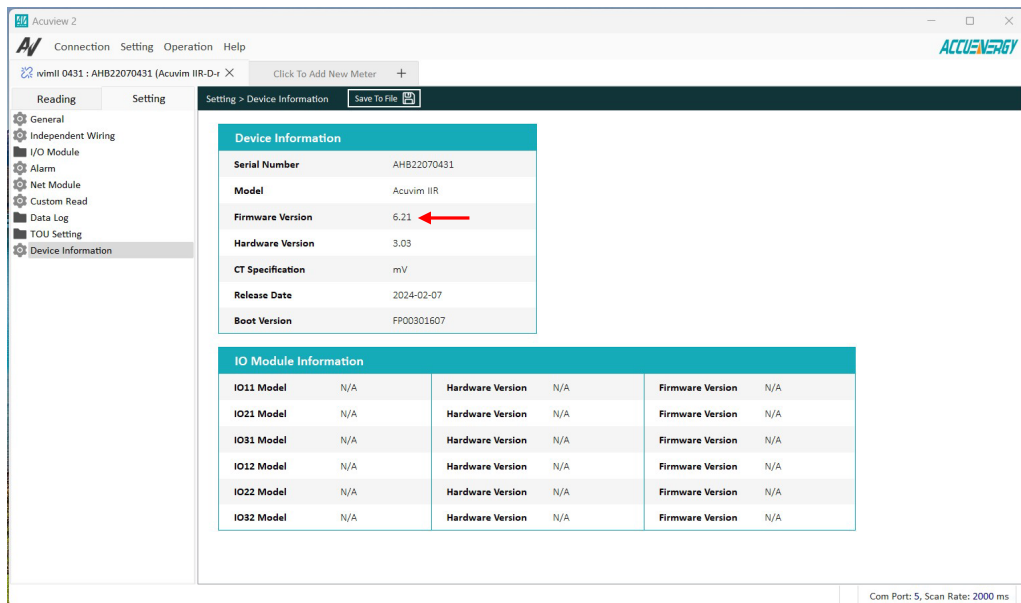 Acuview 2
Connection Setting Operation Help
ACCUENERGY
AHB22070431 (Acuvim IIR-D-r
Click To Add New Meter +
Reading Setting
Setting > Device Information Save To File
General
Independent Wiring
I/O Module
Alarm
Net Module
Custom Read
Data Log
TOU Setting
Device Information
Device Information
Serial Number AHB22070431
Model Acuvim IIR
Firmware Version 6.21
Hardware Version 3.03
CT Specification mV
Release Date 2024-02-07
Boot Version FP00301607
IO Module Information
IO11 Model N/A Hardware Version N/A Firmware Version N/A
IO21 Model N/A Hardware Version N/A Firmware Version N/A
IO31 Model N/A Hardware Version N/A Firmware Version N/A
IO12 Model N/A Hardware Version N/A Firmware Version N/A
IO22 Model N/A Hardware Version N/A Firmware Version N/A
IO32 Model N/A Hardware Version N/A Firmware Version N/A
Com Port: 5, Scan Rate: 2000 ms